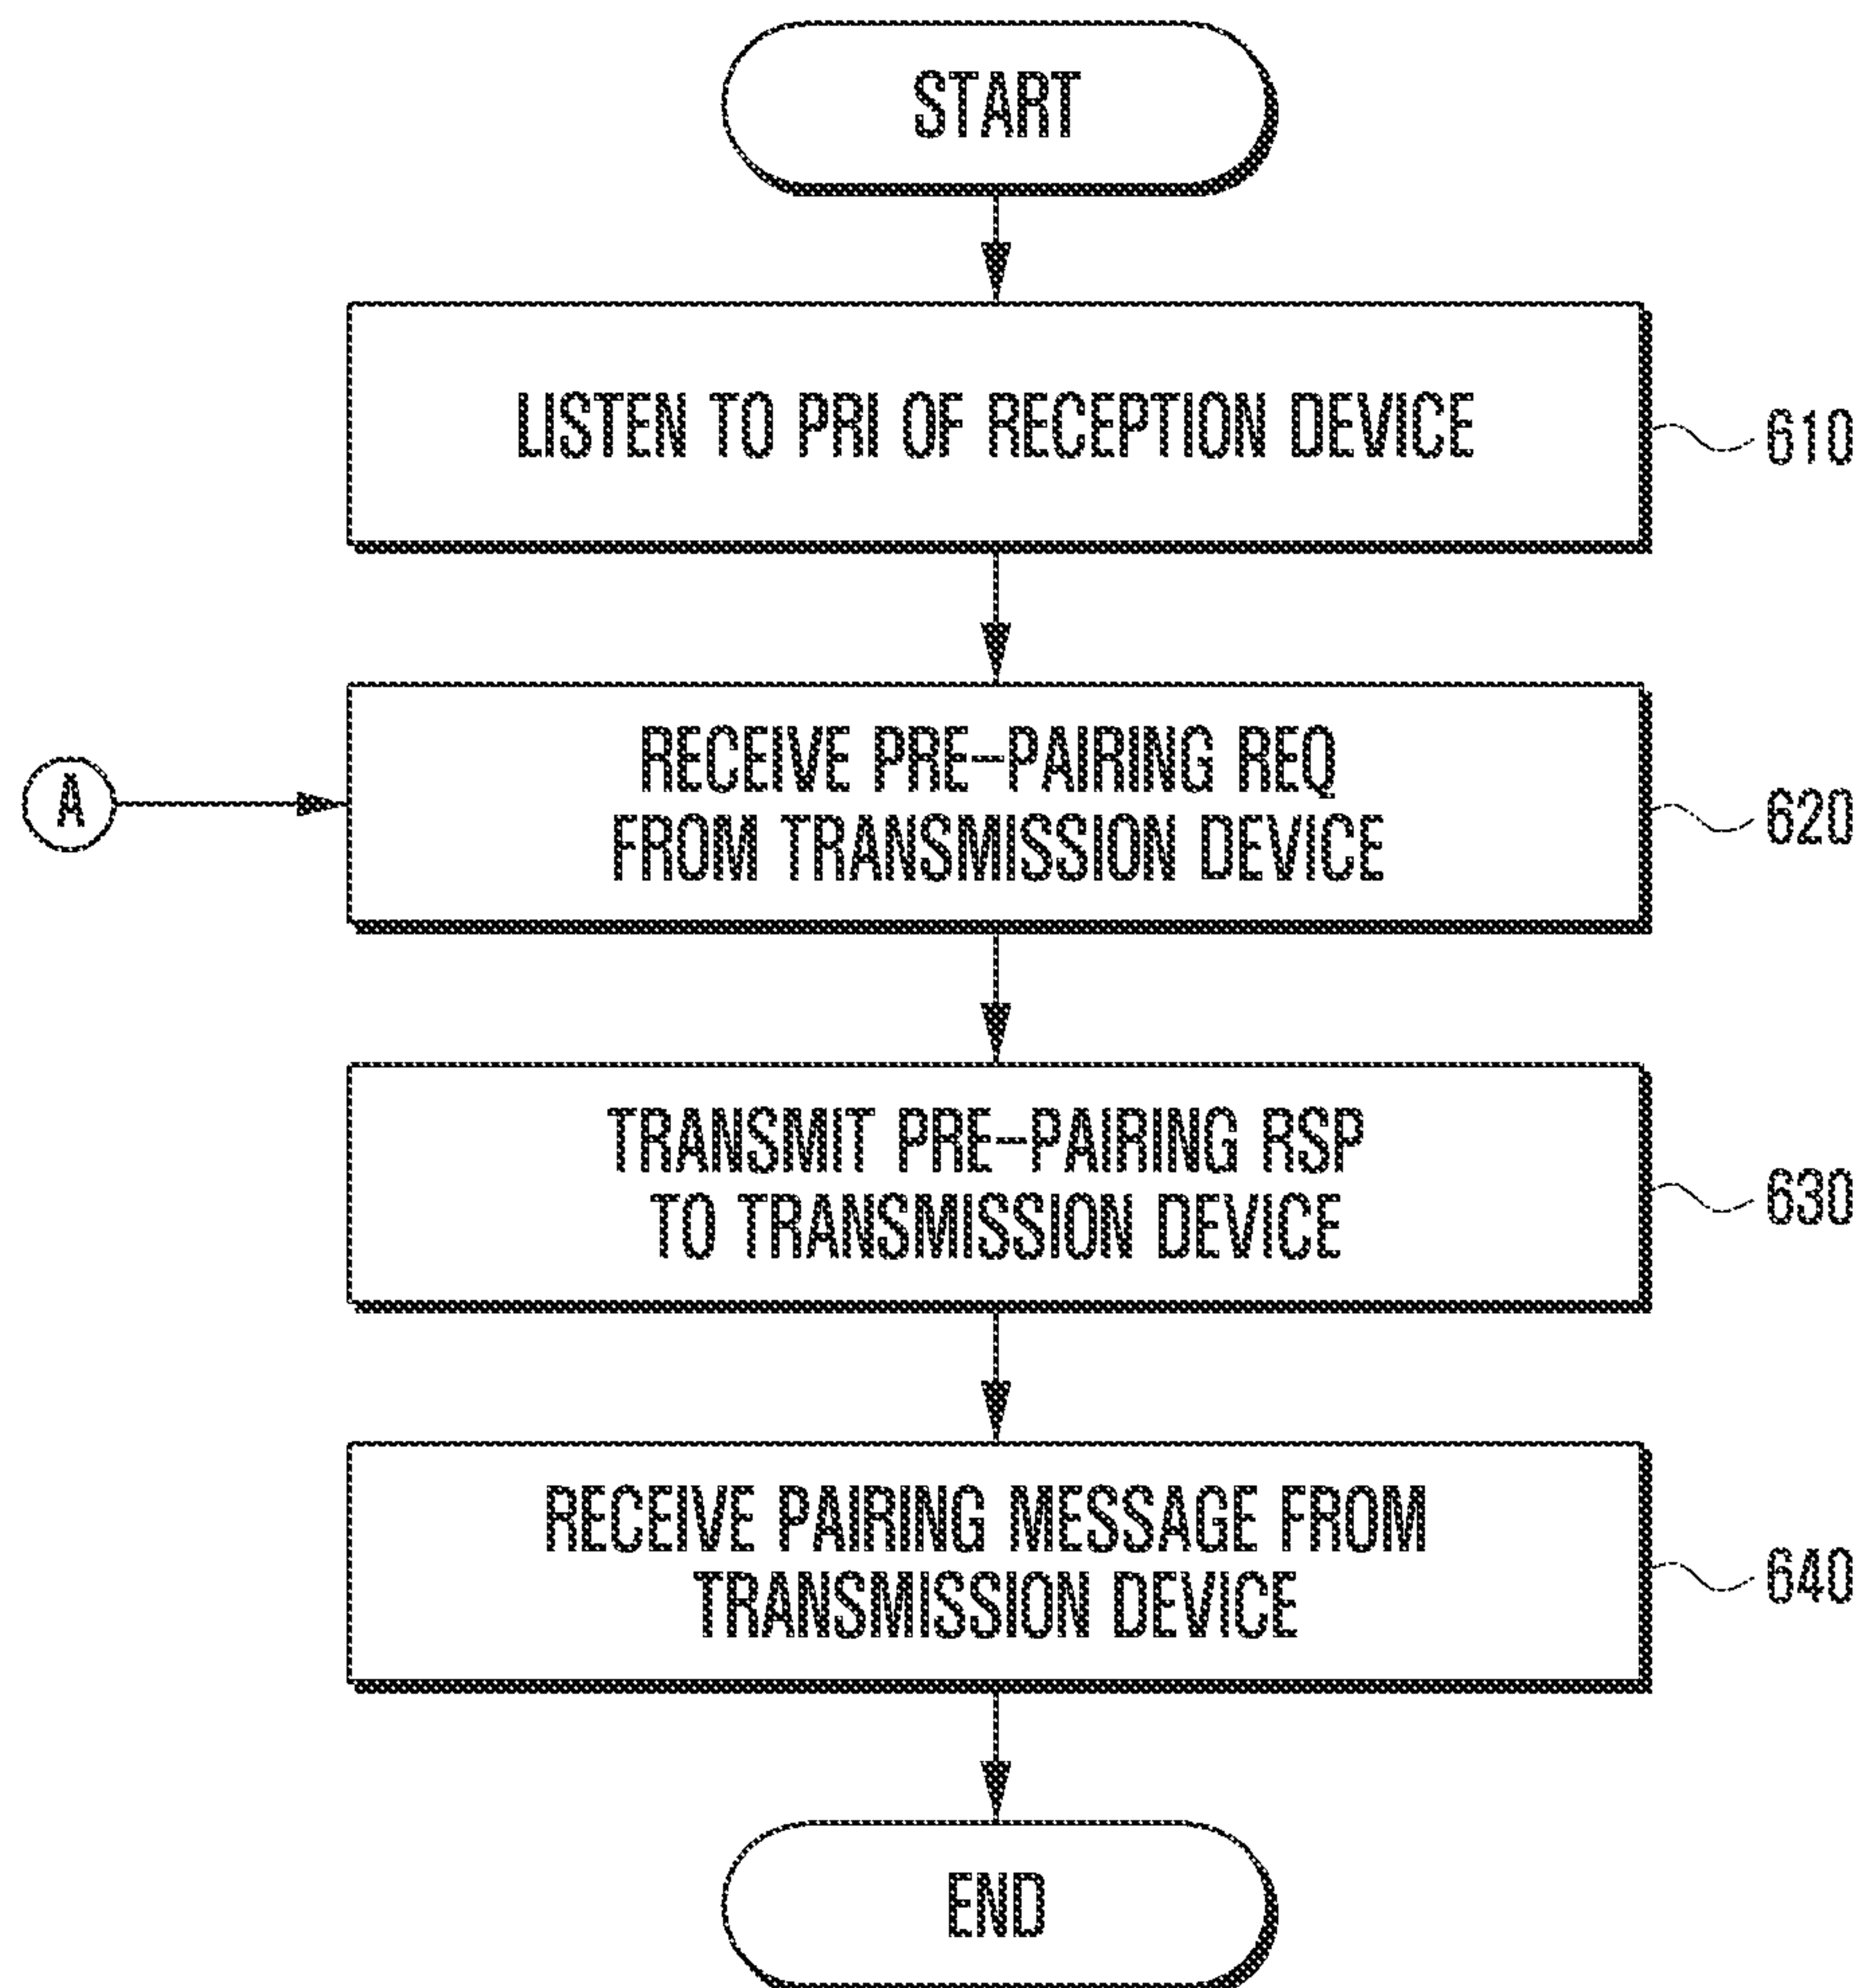 START
LISTEN TO PRI OF RECEPTION DEVICE
610
A
RECEIVE PRE-PAIRING REQ
FROM TRANSMISSION DEVICE
620
TRANSMIT PRE-PAIRING RSP
TO TRANSMISSION DEVICE
630
RECEIVE PAIRING MESSAGE FROM
TRANSMISSION DEVICE
640
END